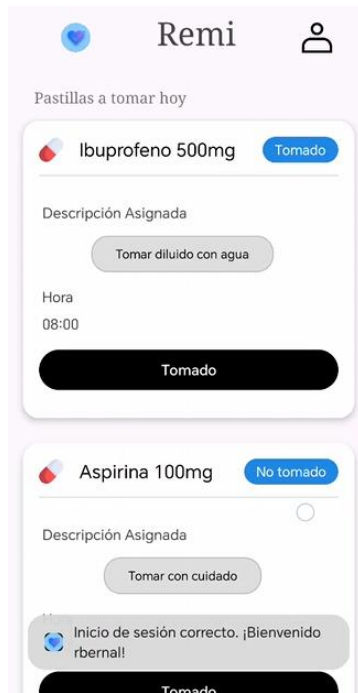 Remi
Pastillas a tomar hoy
Ibuprofeno 500mg
Tomado
Descripción Asignada
Tomar diluido con agua
Hora
08:00
Tomado
Aspirina 100mg
No tomado
Descripción Asignada
Tomar con cuidado
Hora
Inicio de sesión correcto. ¡Bienvenido
rbernal!
Tomado